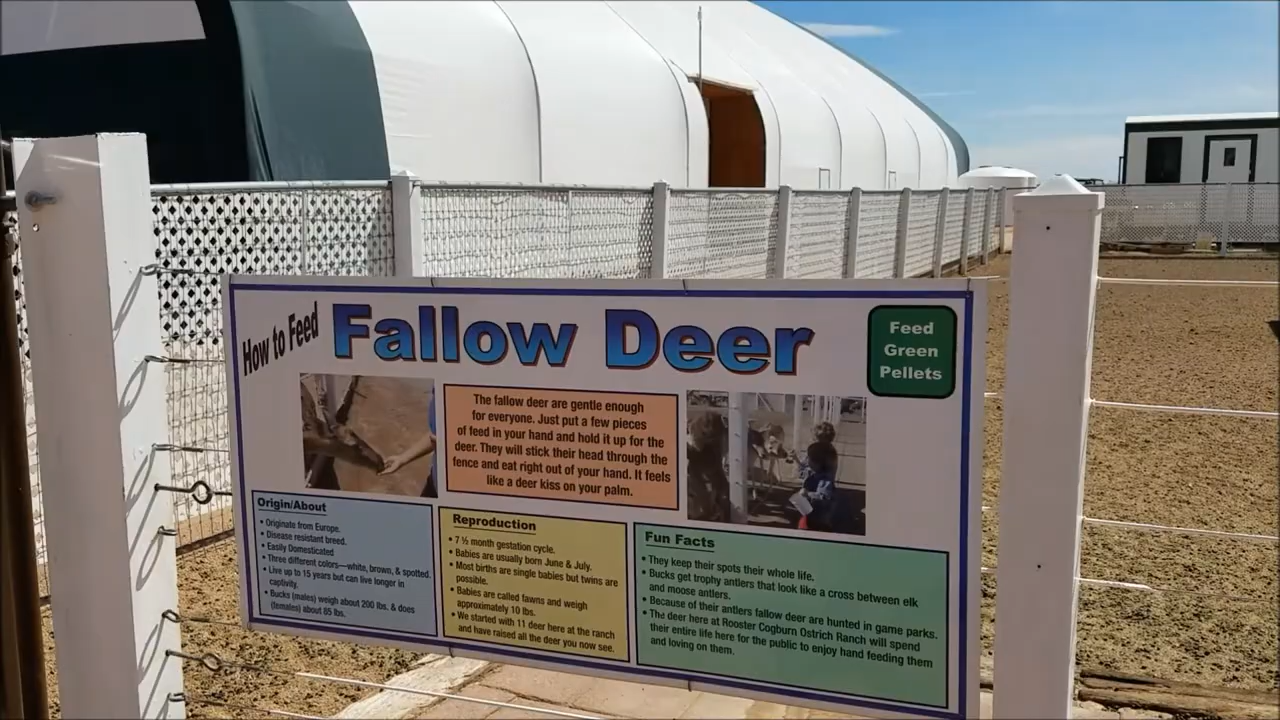 How to Feed
Fallow Deer
Feed
Green
Pellets
The fallow deer are gentle enough
for everyone. Just put a few pieces
of feed in your hand and hold it up for the
deer. They will stick their head through the
fence and eat right out of your hand. It feels
like a deer kiss on your palm.
Origin/About
• Originate from Europe.
• Disease resistant breed.
• Easily Domesticated
• Three different colors—white, brown, & spotted.
• Live up to 15 years but can live longer in
captivity.
• Bucks (males) weigh about 200 lbs. & does
(females) about 85 lbs.
Reproduction
• 7 ½ month gestation cycle.
• Babies are usually born June & July.
• Most births are single babies but twins are
possible.
• Babies are called fawns and weigh
approximately 10 lbs.
• We started with 11 deer here at the ranch
and have raised all the deer you now see.
Fun Facts
• They keep their spots their whole life.
• Bucks get trophy antlers that look like a cross between elk
and moose antlers.
• Because of their antlers fallow deer are hunted in game parks.
• The deer here at Rooster Cogburn Ostrich Ranch will spend
their entire life here for the public to enjoy hand feeding them
and loving on them.